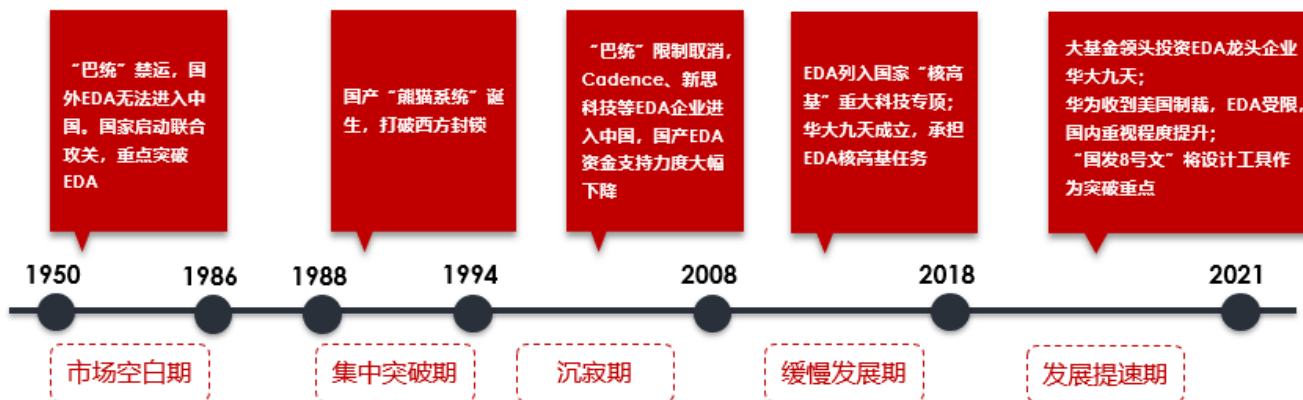 “巴统”禁运，国
外EDA无法进入中
国。国家启动联合
攻关，重点突破
EDA
国产“熊猫系统”诞
生，打破西方封锁
“巴统”限制取消，
Cadence、新思
科技等EDA企业进
入中国，国产EDA
资金支持力度大幅
下降
EDA列入国家“核高
基”重大科技专项；
华大九天成立，承担
EDA核高基任务
大基金领头投资EDA龙头企业
华大九天；
华为收到美国制裁，EDA受限，
国内重视程度提升；
“国发8号文”将设计工具作
为突破重点
1950
1986
1988
1994
2008
2018
2021
市场空白期
集中突破期
沉寂期
缓慢发展期
发展提速期